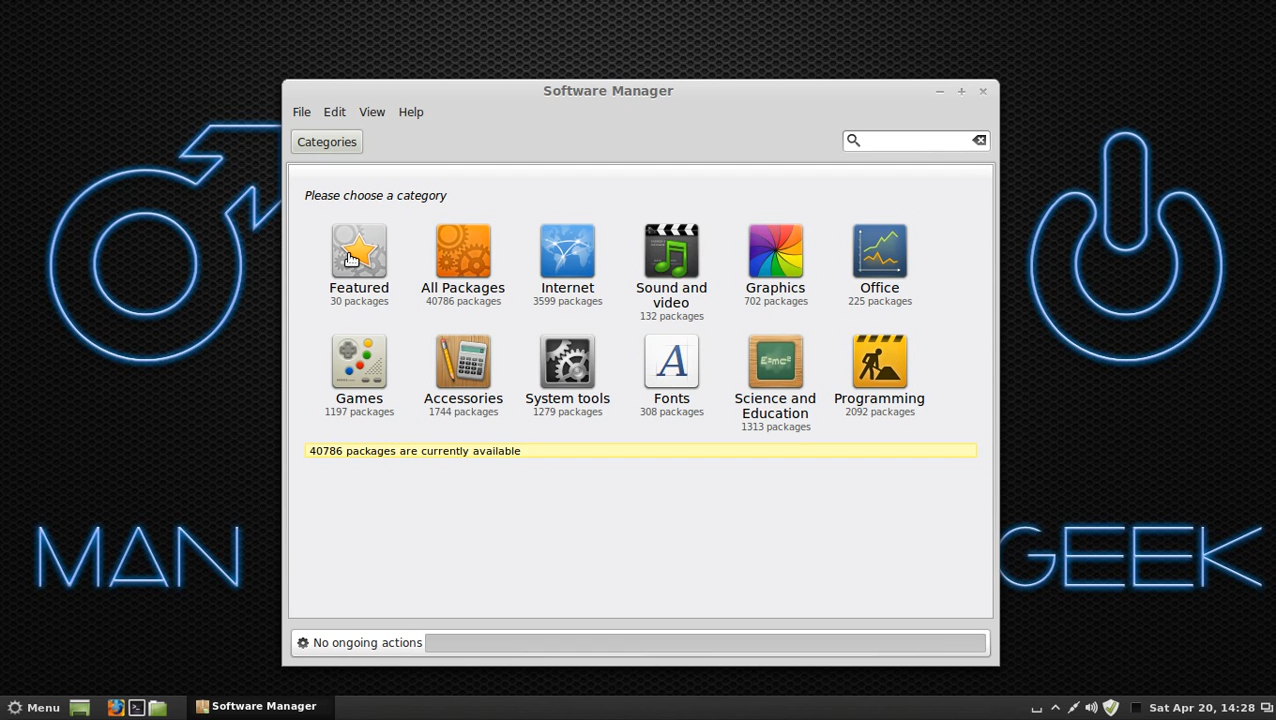 Software Manager
File Edit View Help
Categories
Please choose a category
Featured
30 packages
All Packages
40786 packages
Internet
3599 packages
Sound and
video
132 packages
Graphics
702 packages
Office
225 packages
Games
1197 packages
Accessories
1744 packages
System tools
1279 packages
A
Fonts
308 packages
E=mc²
Science and
Education
1313 packages
Programming
2092 packages
40786 packages are currently available
No ongoing actions
MAN
GEEK
Menu
Software Manager
Sat Apr 20, 14:28